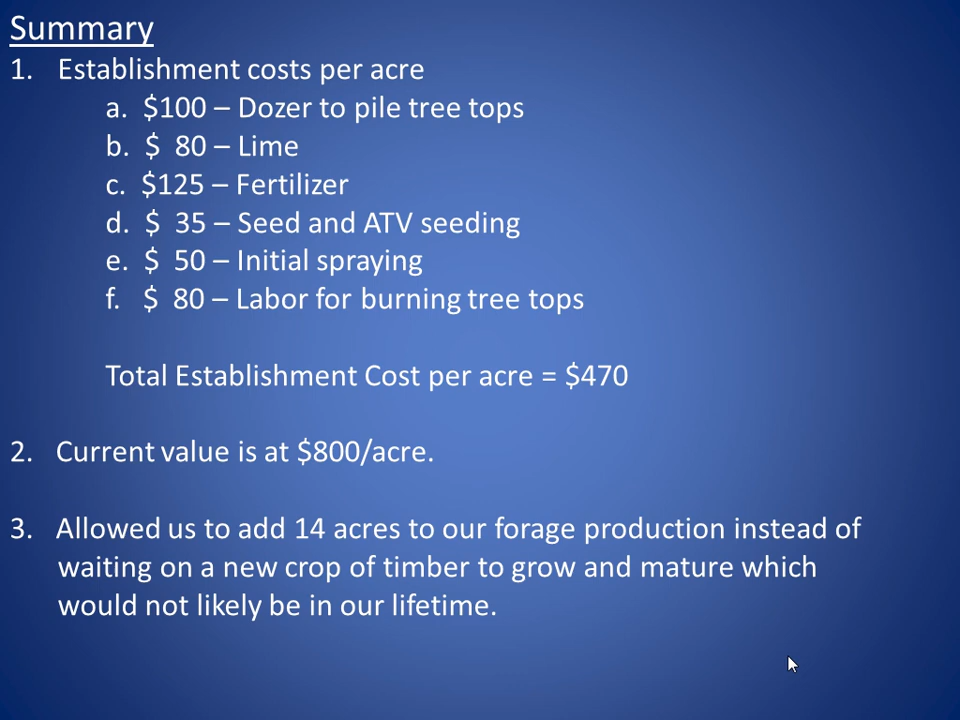 Summary
1. Establishment costs per acre
a. $100 – Dozer to pile tree tops
b. $ 80 – Lime
c. $125 – Fertilizer
d. $ 35 – Seed and ATV seeding
e. $ 50 – Initial spraying
f. $ 80 – Labor for burning tree tops
Total Establishment Cost per acre = $470
2. Current value is at $800/acre.
3. Allowed us to add 14 acres to our forage production instead of
waiting on a new crop of timber to grow and mature which
would not likely be in our lifetime.